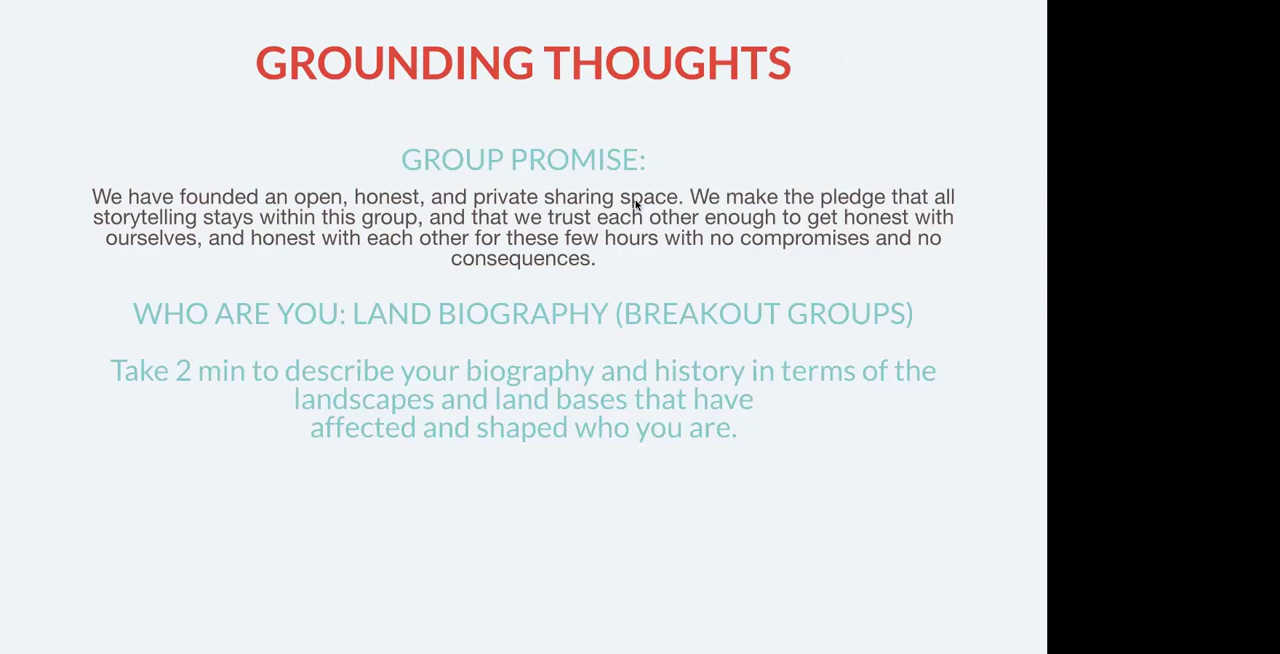 GROUNDING THOUGHTS
GROUP PROMISE:
We have founded an open, honest, and private sharing space. We make the pledge that all
storytelling stays within this group, and that we trust each other enough to get honest with
ourselves, and honest with each other for these few hours with no compromises and no
consequences.
WHO ARE YOU: LAND BIOGRAPHY (BREAKOUT GROUPS)
Take 2 min to describe your biography and history in terms of the
landscapes and land bases that have
affected and shaped who you are.